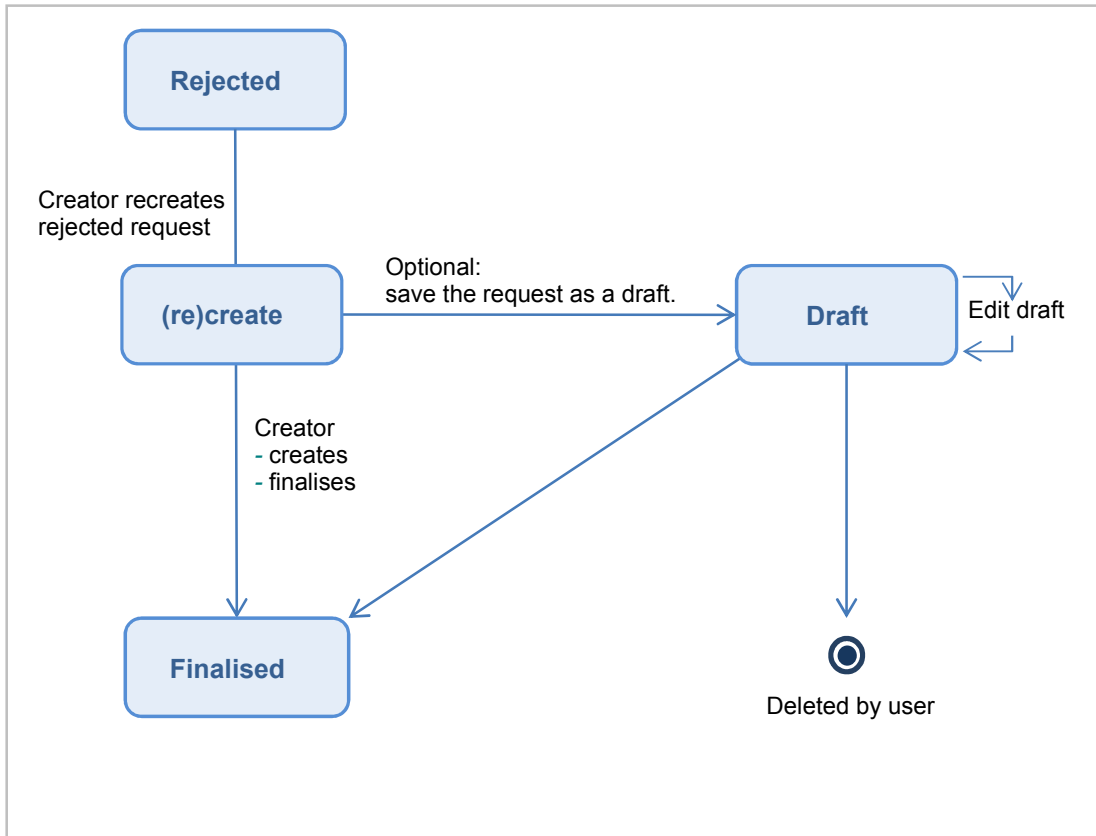 Rejected
Creator recreates
rejected request
Optional:
save the request as a draft.
(re)create
Draft
Edit draft
Creator
- creates
- finalises
Finalised
Deleted by user